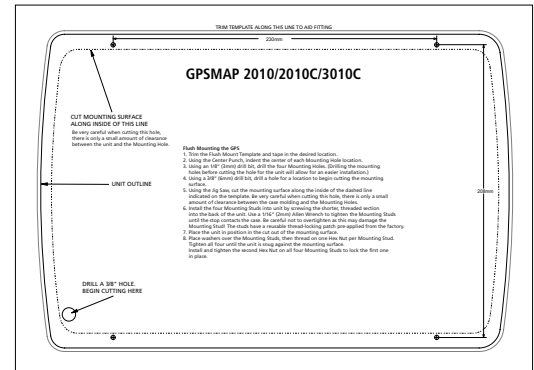 TRIM TEMPLATE ALONG THIS LINE TO AID FITTING
230mm
GPSMAP 2010/2010C/3010C
CUT MOUNTING SURFACE
ALONG INSIDE OF THIS LINE
Be very careful when cutting this hole,
there is only a small amount of clearance
between the unit and the Mounting Hole.
Flush Mounting the GPS
1. Trim the Flush Mount Template and tape in the desired location.
2. Using the Center Punch, indent the center of each Mounting Hole location.
3. Using an 1/8" (3mm) drill bit, drill the four Mounting Holes. (Drilling the mounting
holes before cutting the hole for the unit will allow for an easier installation.)
4. Using a 3/8" (6mm) drill bit, drill a hole for a location to begin cutting the mounting
surface.
5. Using the Jig Saw, cut the mounting surface along the inside of the dashed line
indicated on the template. Be very careful when cutting this hole, there is only a small
amount of clearance between the case molding and the Mounting Holes.
6. Install the four Mounting Studs into unit by screwing the shorter, threaded section
into the back of the unit. Use a 1/16" (2mm) Allen Wrench to tighten the Mounting Studs
until the stop contacts the case. Be careful not to overtighten as this may damage the
Mounting Stud! The studs have a reusable thread-locking patch pre-applied from the factory.
7. Place the unit in position in the cut out of the mounting surface.
8. Place washers over the Mounting Studs, then thread on one Hex Nut per Mounting Stud.
Tighten all four until the unit is snug against the mounting surface.
Install and tighten the second Hex Nut on all four Mounting Studs to lock the first one
in place.
UNIT OUTLINE
204mm
DRILL A 3/8" HOLE.
BEGIN CUTTING HERE